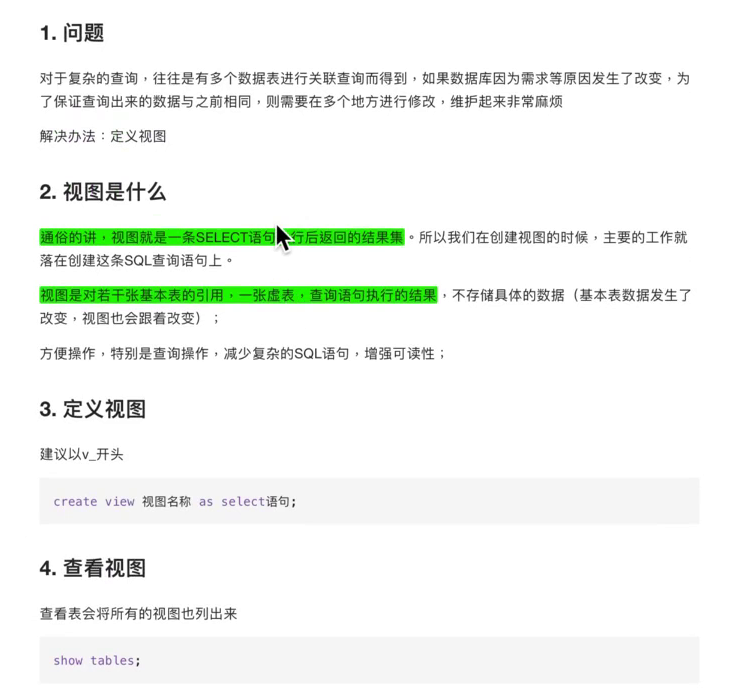 1. 问题
对于复杂的查询，往往是有多个数据表进行关联查询而得到，如果数据库因为需求等原因发生了改变，为
了保证查询出来的数据与之前相同，则需要在多个地方进行修改，维护起来非常麻烦
解决办法：定义视图
2. 视图是什么
通俗的讲，视图就是一条SELECT语句行后返回的结果集。所以我们在创建视图的时候，主要的工作就
落在创建这条SQL查询语句上。
视图是对若干张基本表的引用，一张虚表，查询语句执行的结果，不存储具体的数据（基本表数据发生了
改变，视图也会跟着改变）；
方便操作，特别是查询操作，减少复杂的SQL语句，增强可读性；
3. 定义视图
建议以v_开头
create view 视图名称 as select语句;
4. 查看视图
查看表会将所有的视图也列出来
show tables;